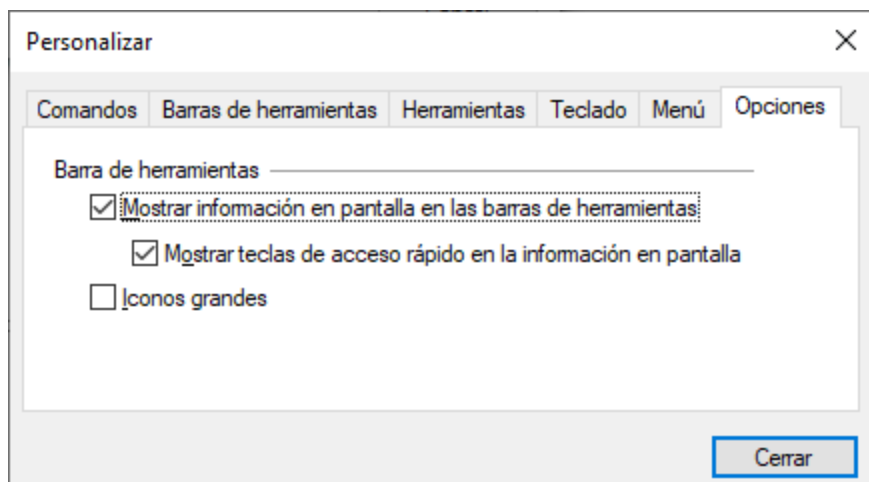 Personalizar
Comandos Barras de herramientas Herramientas Teclado Menú Opciones
Barra de herramientas
Mostrar información en pantalla en las barras de herramientas
Mostrar teclas de acceso rápido en la información en pantalla
Iconos grandes
Cerrar